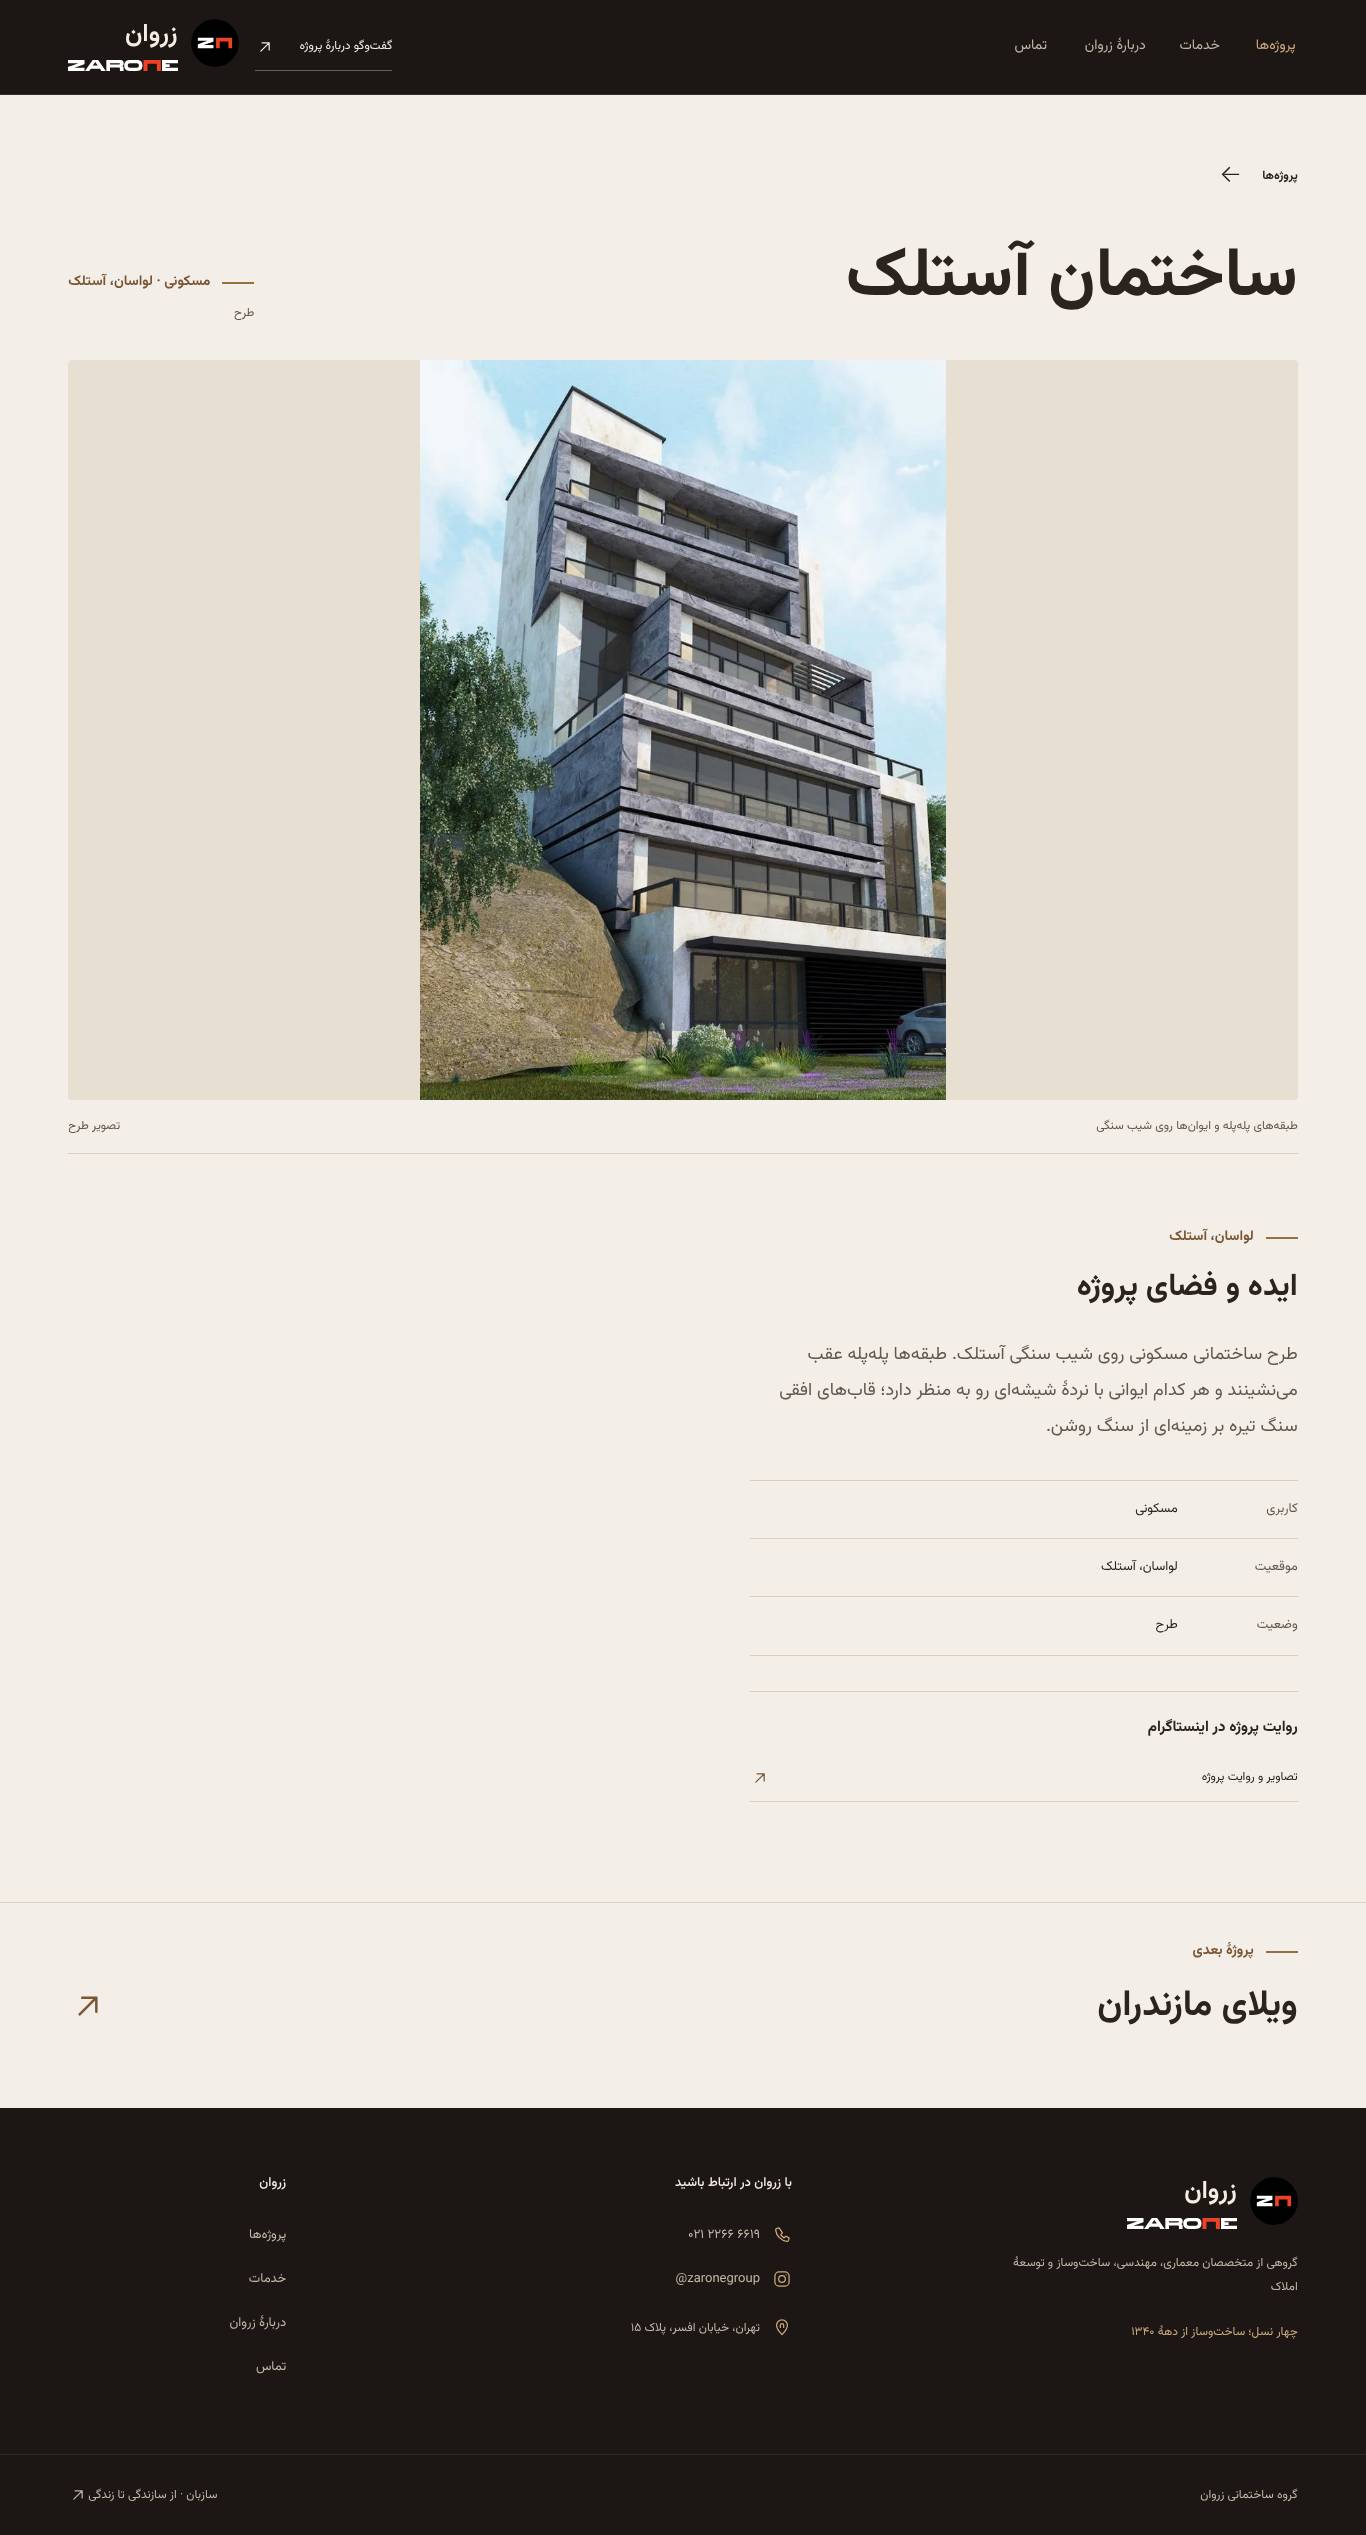 پروژه‌ها
خدمات
دربارهٔ زروان
تماس
گفت‌وگو دربارهٔ پروژه
زروان
ZARONE
پروژه‌ها
ساختمان آستلک
مسکونی · لواسان، آستلک
طرح
طبقه‌های پله‌پله و ایوان‌ها روی شیب سنگی
تصویر طرح
لواسان، آستلک
ایده و فضای پروژه
طرح ساختمانی مسکونی روی شیب سنگی آستلک. طبقه‌ها پله‌پله عقب
می‌نشینند و هر کدام ایوانی با نردهٔ شیشه‌ای رو به منظر دارد؛ قاب‌های افقی
سنگ تیره بر زمینه‌ای از سنگ روشن.
کاربری
مسکونی
موقعیت
لواسان، آستلک
وضعیت
طرح
روایت پروژه در اینستاگرام
تصاویر و روایت پروژه
پروژهٔ بعدی
ویلای مازندران
زروان
ZARONE
گروهی از متخصصان معماری، مهندسی، ساخت‌وساز و توسعهٔ
املاک
چهار نسل؛ ساخت‌وساز از دههٔ ۱۳۴۰
با زروان در ارتباط باشید
۰۲۱ ۲۲۶۶ ۶۶۱۹
@zaronegroup
تهران، خیابان افسر، پلاک ۱۵
زروان
پروژه‌ها
خدمات
دربارهٔ زروان
تماس
گروه ساختمانی زروان
سازبان · از سازندگی تا زندگی